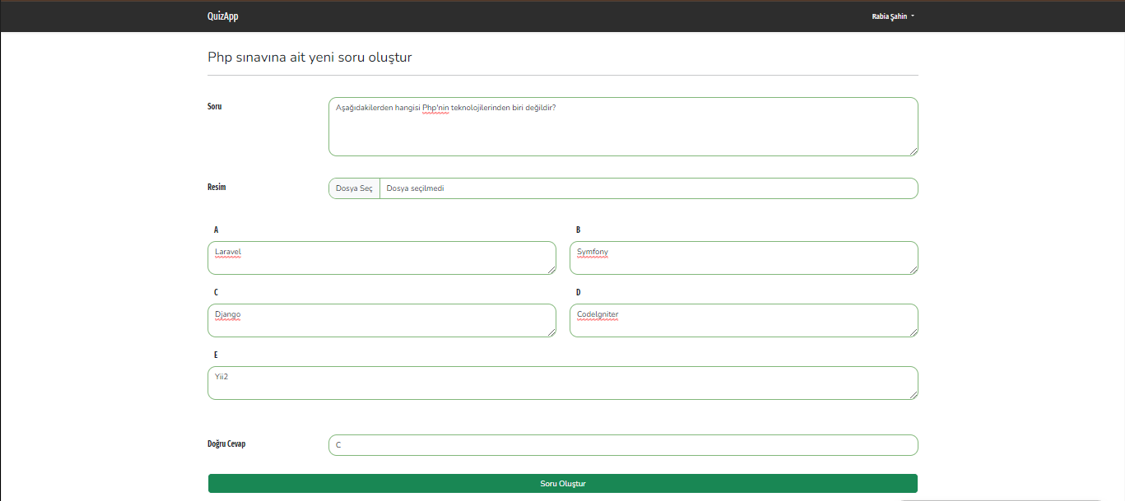 QuizApp
Rabia Şahin
Php sınavına ait yeni soru oluştur
Soru
Aşağıdakilerden hangisi Php'nin teknolojilerinden biri değildir?
Resim
Dosya Seç Dosya seçilmedi
A
Laravel
B
Symfony
C
Django
D
CodeIgniter
E
Yii2
Doğru Cevap
C
Soru Oluştur